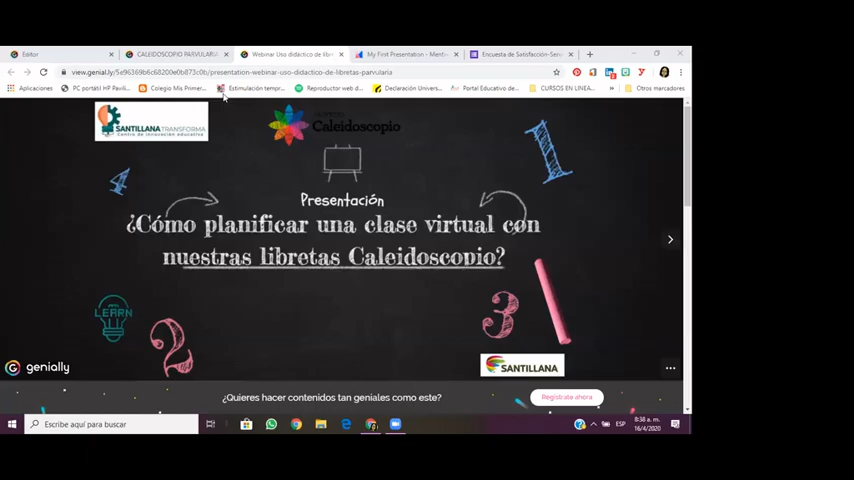 Editor
CALEIDOSCOPIO PARVULARIA
Webinar Uso didáctico de libre
My First Presentation - Menti
Encuesta de Satisfacción-Serv
view.genial.ly/5e96369b6c68200e0b873c0b/presentation-webinar-uso-didactico-de-libretas-parvularia
Aplicaciones
PC portátil HP Pavili...
Colegio Mis Primer...
Estimulación tempr...
Reproductor web d...
Declaración Univers...
Portal Educativo de...
CURSOS EN LINEA...
Otros marcadores
SANTILLANA TRANSFORMA
Centro de innovación educativa
Caleidoscopio
1
4
Presentación
¿Cómo planificar una clase virtual con
nuestras libretas Caleidoscopio?
LEARN
2
3
SANTILLANA
genially
¿Quieres hacer contenidos tan geniales como este?
Regístrate ahora
Escribe aquí para buscar
ESP
8:38 a. m.
16/4/2020